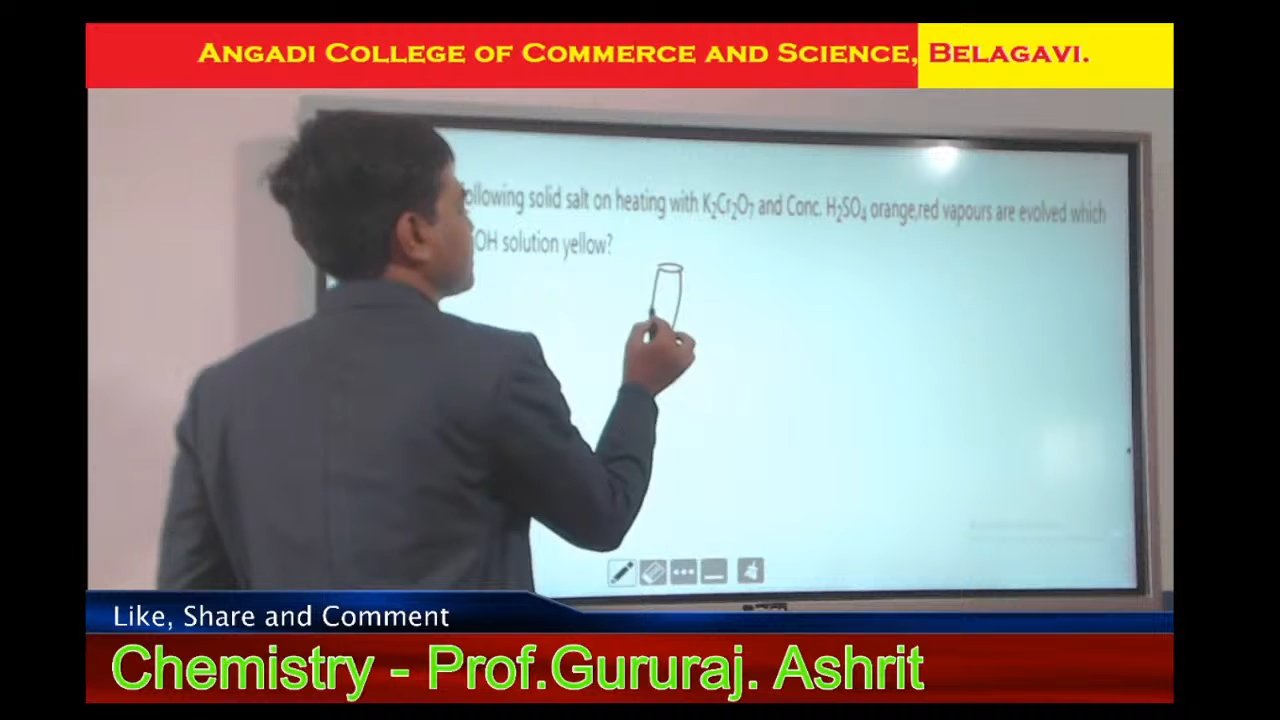 ANGADI COLLEGE OF COMMERCE AND SCIENCE, BELAGAVI.
following solid salt on heating with K₂Cr₂O₇ and Conc. H₂SO₄ orange,red vapours are evolved which
OH solution yellow?
Like, Share and Comment
Chemistry - Prof.Gururaj. Ashrit